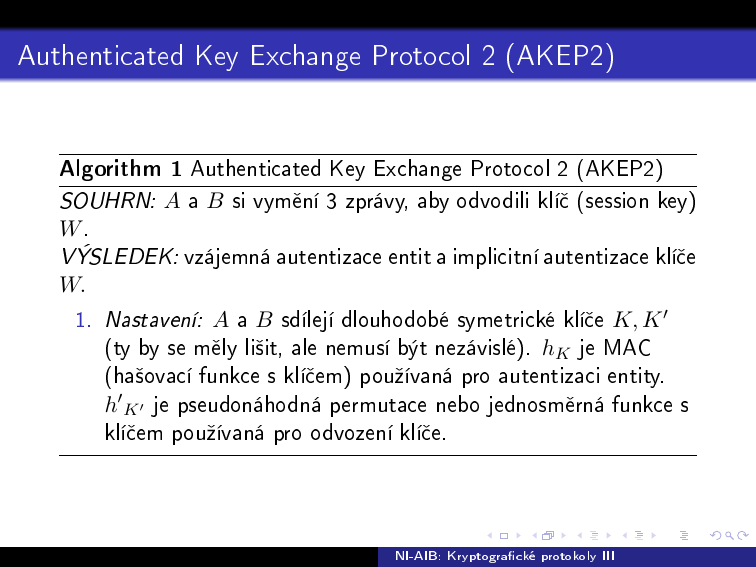 Authenticated Key Exchange Protocol 2 (AKEP2)
Algorithm 1 Authenticated Key Exchange Protocol 2 (AKEP2)
SOUHRN: A a B si vymění 3 zprávy, aby odvodili klíč (session key)
W.
VÝSLEDEK: vzájemná autentizace entit a implicitní autentizace klíče
W.
1. Nastavení: A a B sdílejí dlouhodobé symetrické klíče K, K′
(ty by se měly lišit, ale nemusí být nezávislé). h_K je MAC
(hašovací funkce s klíčem) používaná pro autentizaci entity.
h′_K′ je pseudonáhodná permutace nebo jednosměrná funkce s
klíčem používaná pro odvození klíče.
NI-AIB: Kryptografické protokoly III